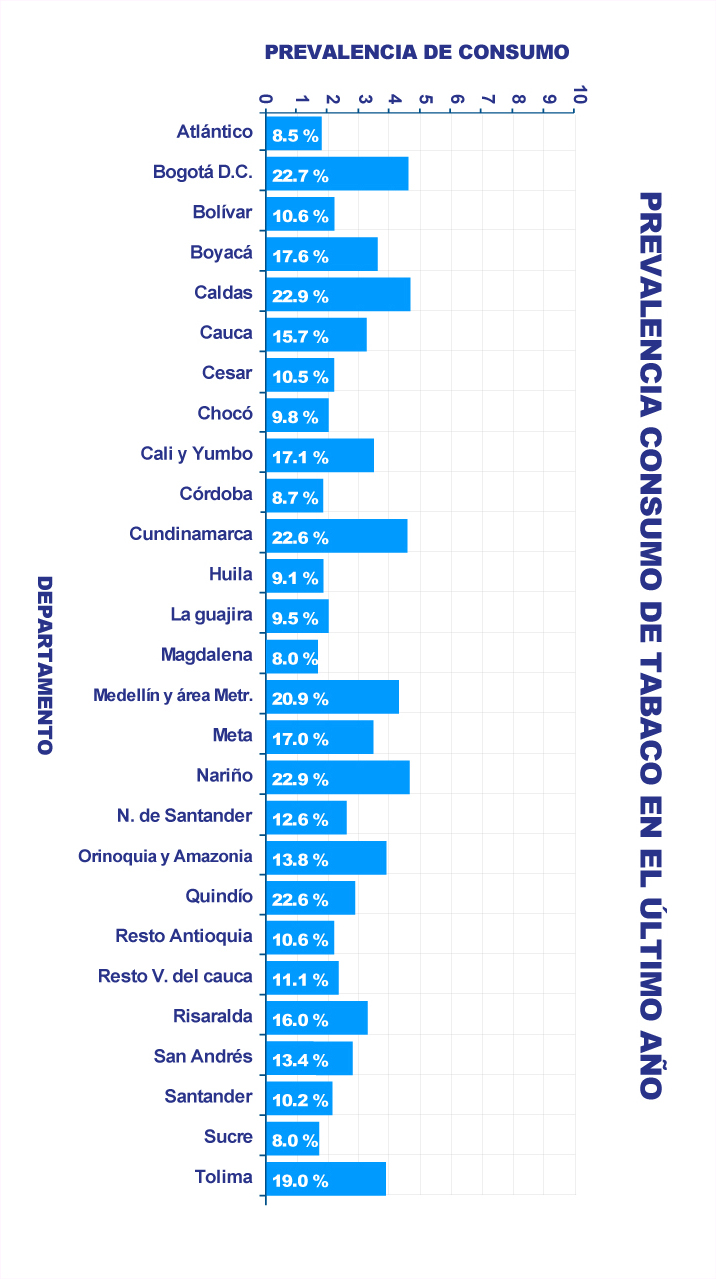 PREVALENCIA DE CONSUMO
0 1 2 3 4 5 6 7 8 9 10
Atlántico 8.5 %
Bogotá D.C. 22.7 %
Bolívar 10.6 %
Boyacá 17.6 %
Caldas 22.9 %
Cauca 15.7 %
Cesar 10.5 %
Chocó 9.8 %
Cali y Yumbo 17.1 %
Córdoba 8.7 %
Cundinamarca 22.6 %
Huila 9.1 %
La guajira 9.5 %
Magdalena 8.0 %
Medellín y área Metr. 20.9 %
Meta 17.0 %
Nariño 22.9 %
N. de Santander 12.6 %
Orinoquia y Amazonia 13.8 %
Quindío 22.6 %
Resto Antioquia 10.6 %
Resto V. del cauca 11.1 %
Risaralda 16.0 %
San Andrés 13.4 %
Santander 10.2 %
Sucre 8.0 %
Tolima 19.0 %
DEPARTAMENTO
PREVALENCIA CONSUMO DE TABACO EN EL ÚLTIMO AÑO